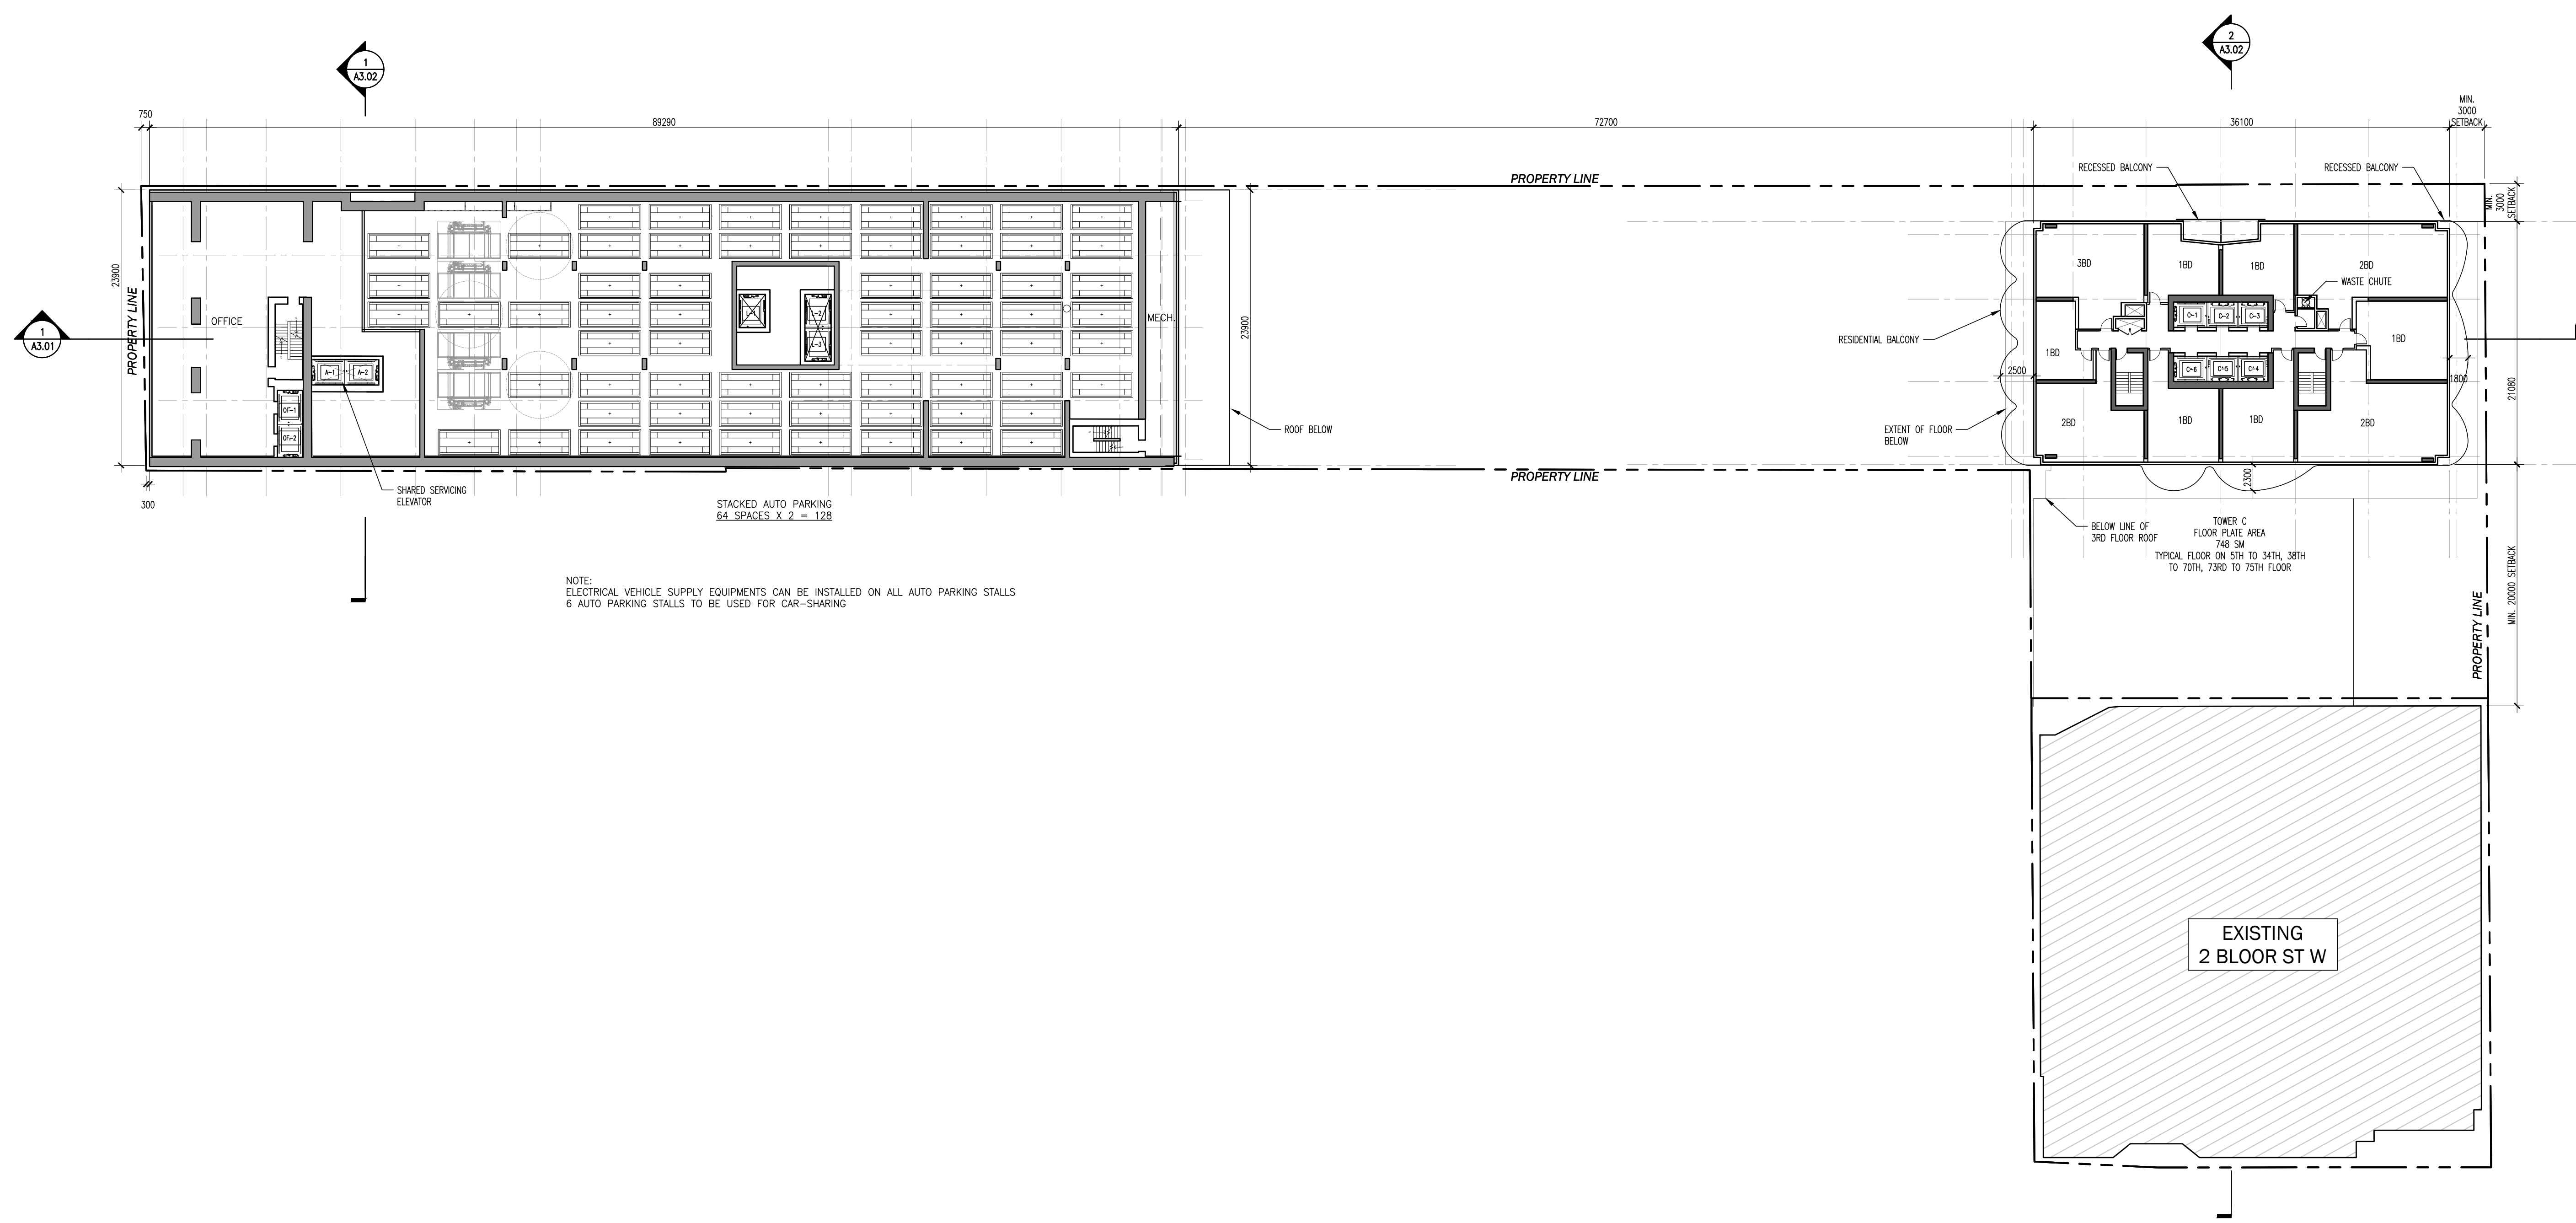 1
A3.02
2
A3.02
750
89290
72700
36100
MIN.
3000
SETBACK
RECESSED BALCONY
RECESSED BALCONY
PROPERTY LINE
MIN.
3000
SETBACK
23900
PROPERTY LINE
1
A3.01
OFFICE
A-1
A-2
OF-1
L-1
L-2
L-3
MECH.
23900
ROOF BELOW
SHARED SERVICING
ELEVATOR
300
STACKED AUTO PARKING
64 SPACES X 2 = 128
NOTE:
ELECTRICAL VEHICLE SUPPLY EQUIPMENTS CAN BE INSTALLED ON ALL AUTO PARKING STALLS
6 AUTO PARKING STALLS TO BE USED FOR CAR-SHARING
PROPERTY LINE
RESIDENTIAL BALCONY
2500
EXTENT OF FLOOR
BELOW
3BD
1BD
1BD
2BD
WASTE CHUTE
C-1
C-2
C-3
1BD
1BD
1800
21080
2BD
1BD
1BD
2BD
2300
BELOW LINE OF
3RD FLOOR ROOF
TOWER C
FLOOR PLATE AREA
748 SM
TYPICAL FLOOR ON 5TH TO 34TH, 38TH
TO 70TH, 73RD TO 75TH FLOOR
MIN. 20000 SETBACK
PROPERTY LINE
EXISTING
2 BLOOR ST W